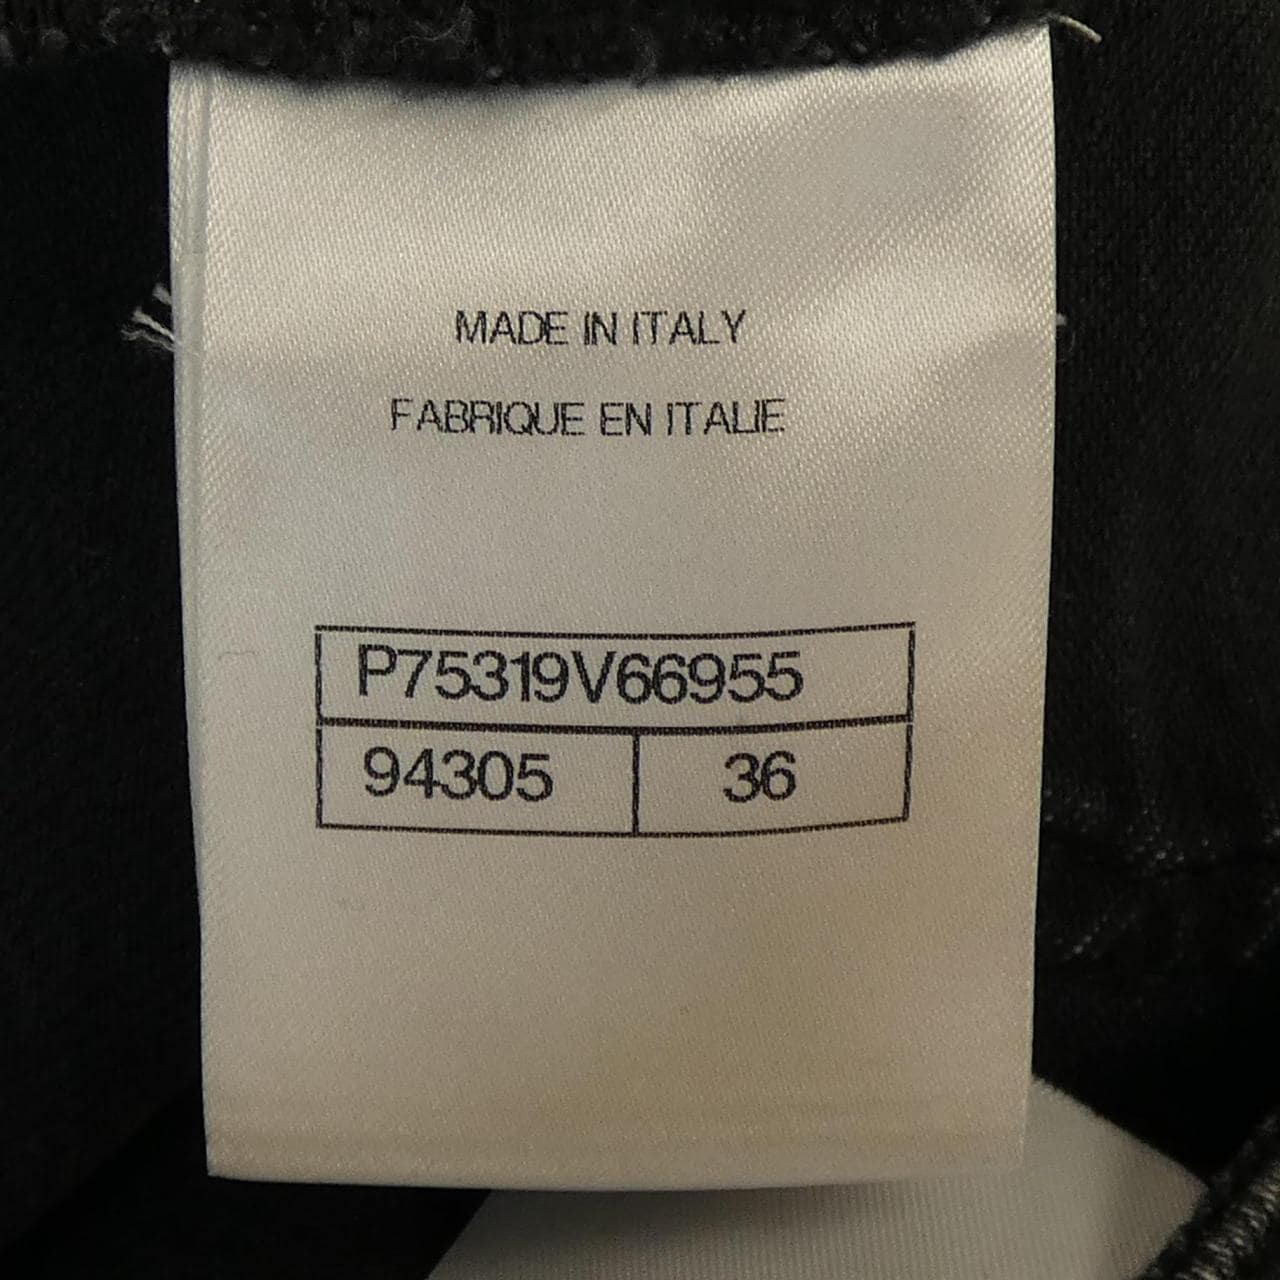 MADE IN ITALY
FABRIQUE EN ITALIE
P75319V66955
94305 36